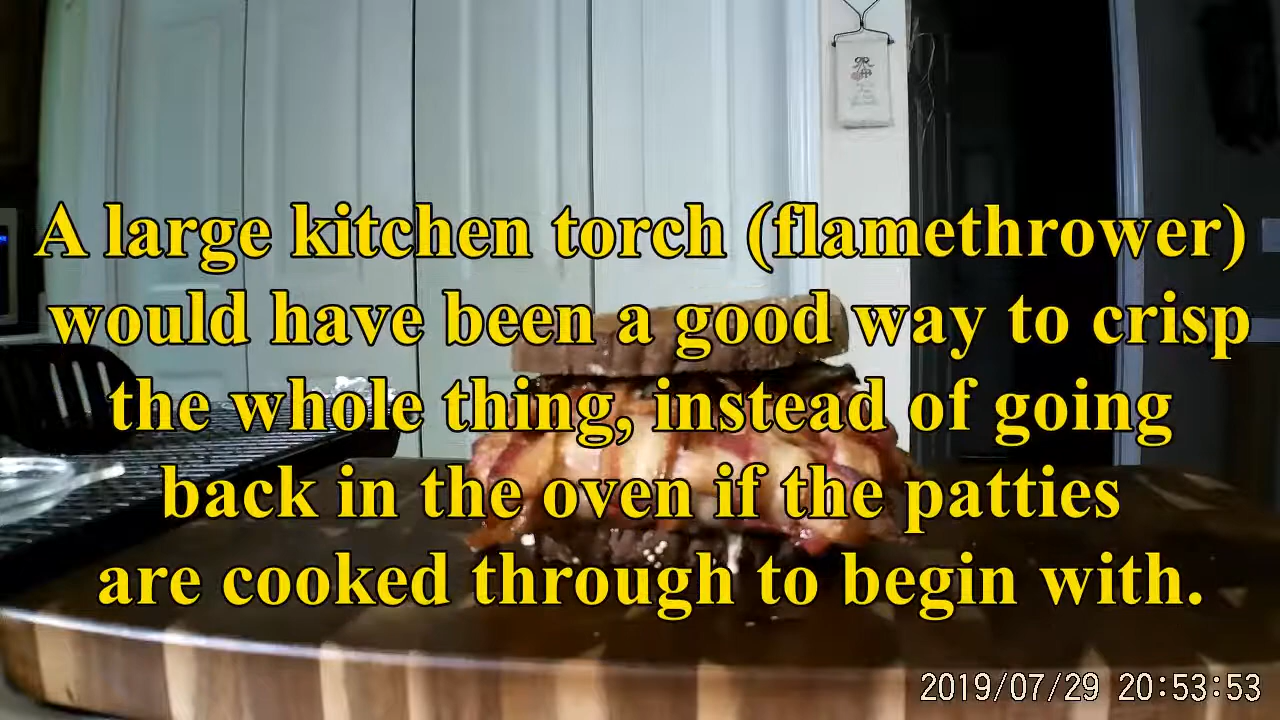 A large kitchen torch (flamethrower)
would have been a good way to crisp
the whole thing, instead of going
back in the oven if the patties
are cooked through to begin with.
2019/07/29 20:53:53